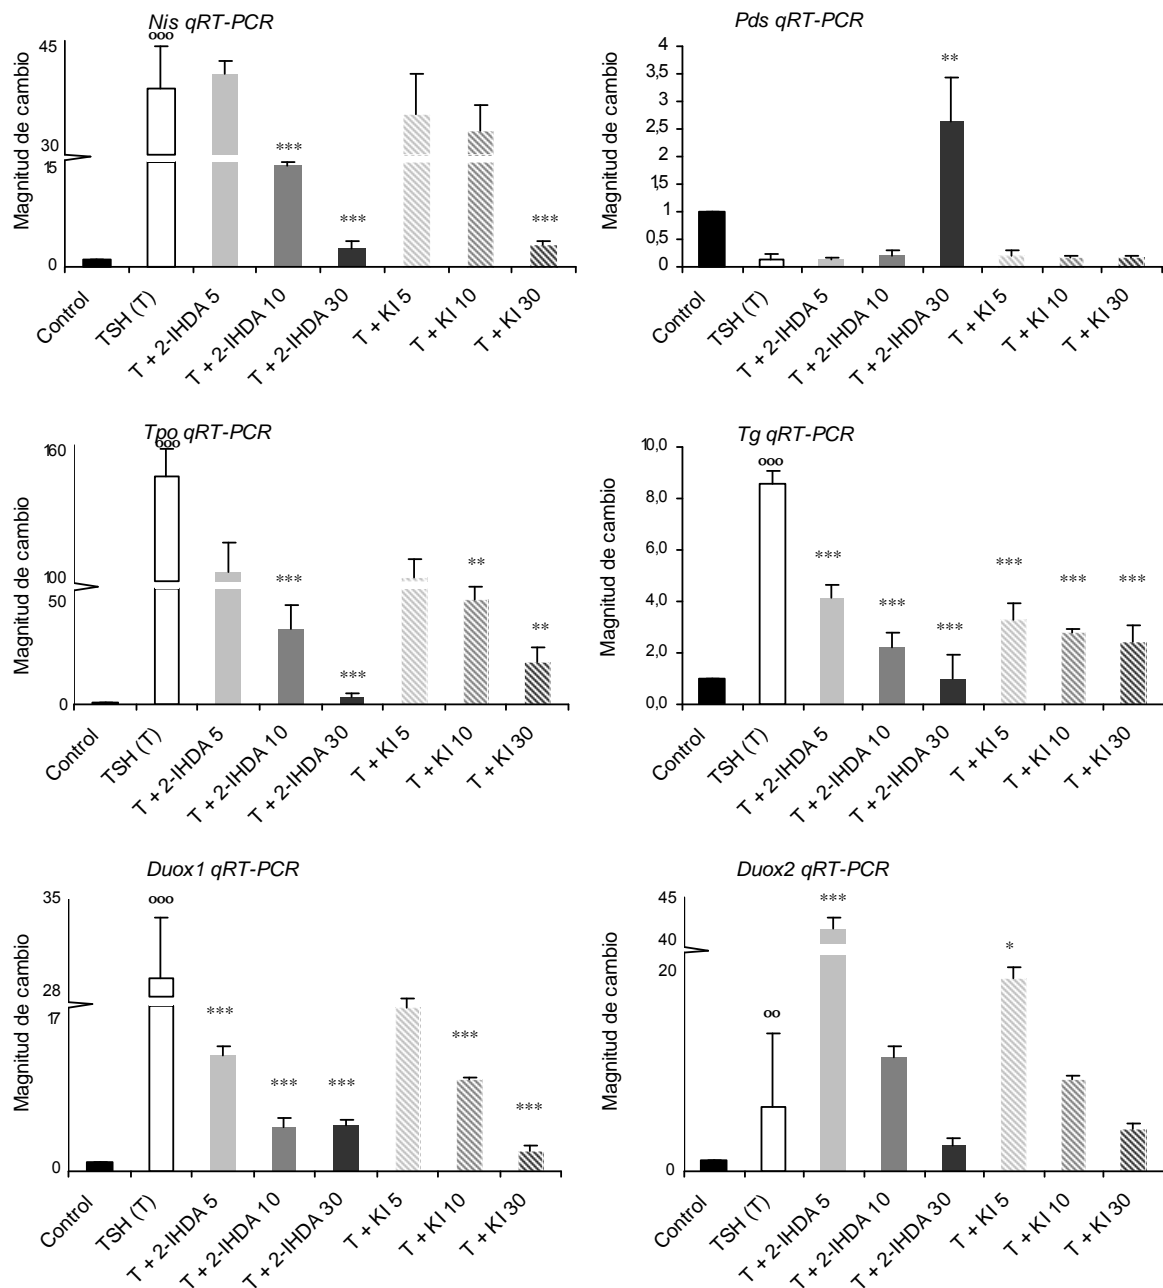 Nis qRT-PCR
Magnitud de cambio
45
30
15
0
ooo
***
***
***
Control
TSH (T)
T + 2-IHDA 5
T + 2-IHDA 10
T + 2-IHDA 30
T + KI 5
T + KI 10
T + KI 30
Pds qRT-PCR
Magnitud de cambio
4
3,5
3
2,5
2
1,5
1
0,5
0
**
Control
TSH (T)
T + 2-IHDA 5
T + 2-IHDA 10
T + 2-IHDA 30
T + KI 5
T + KI 10
T + KI 30
Tpo qRT-PCR
Magnitud de cambio
160
100
50
0
ooo
***
***
**
**
Control
TSH (T)
T + 2-IHDA 5
T + 2-IHDA 10
T + 2-IHDA 30
T + KI 5
T + KI 10
T + KI 30
Tg qRT-PCR
Magnitud de cambio
10,0
8,0
6,0
4,0
2,0
0,0
ooo
***
***
***
***
***
***
Control
TSH (T)
T + 2-IHDA 5
T + 2-IHDA 10
T + 2-IHDA 30
T + KI 5
T + KI 10
T + KI 30
Duox1 qRT-PCR
Magnitud de cambio
35
28
17
0
ooo
***
***
***
***
***
Control
TSH (T)
T + 2-IHDA 5
T + 2-IHDA 10
T + 2-IHDA 30
T + KI 5
T + KI 10
T + KI 30
Duox2 qRT-PCR
Magnitud de cambio
45
40
20
0
oo
***
*
Control
TSH (T)
T + 2-IHDA 5
T + 2-IHDA 10
T + 2-IHDA 30
T + KI 5
T + KI 10
T + KI 30